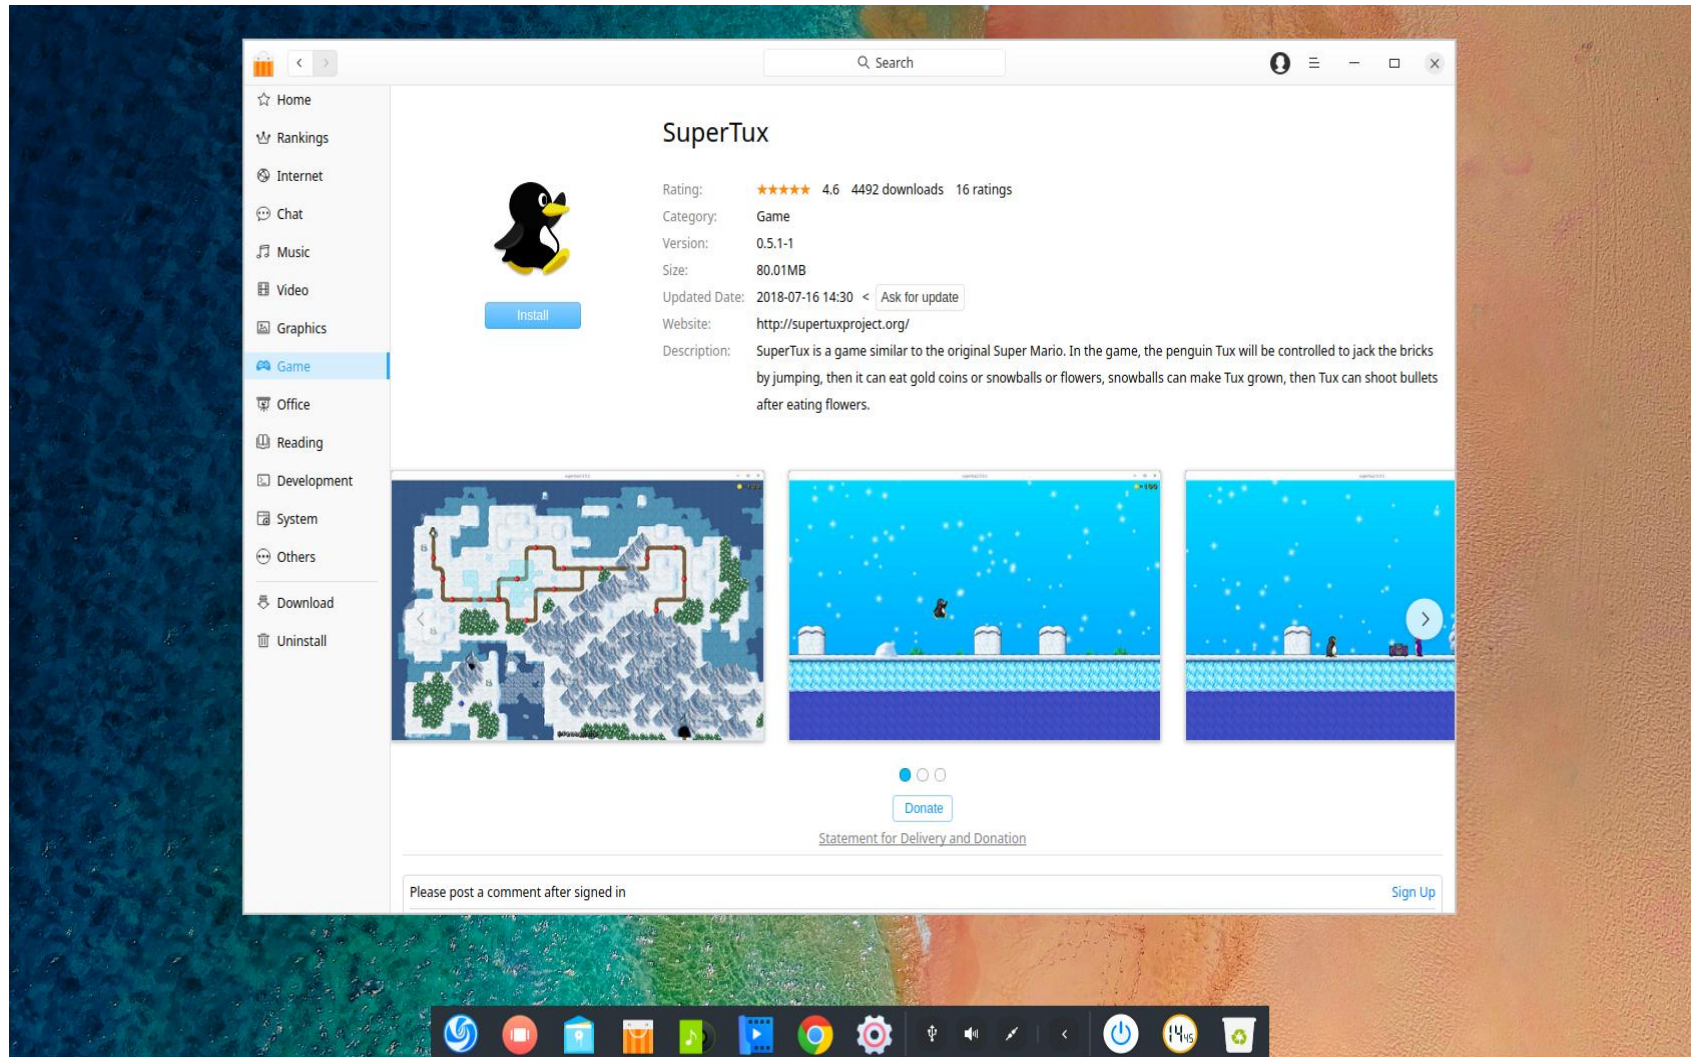 Search
Home
Rankings
Internet
Chat
Music
Video
Graphics
Game
Office
Reading
Development
System
Others
Download
Uninstall
SuperTux
Install
Rating: 4.6 4492 downloads 16 ratings
Category: Game
Version: 0.5.1-1
Size: 80.01MB
Updated Date: 2018-07-16 14:30 < Ask for update
Website: http://supertuxproject.org/
Description: SuperTux is a game similar to the original Super Mario. In the game, the penguin Tux will be controlled to jack the bricks
by jumping, then it can eat gold coins or snowballs or flowers, snowballs can make Tux grown, then Tux can shoot bullets
after eating flowers.
Donate
Statement for Delivery and Donation
Please post a comment after signed in Sign Up
14 45